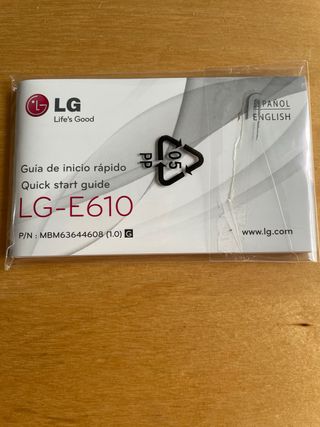 LG
Life's Good
ESPAÑOL
ENGLISH
05
PP
Guía de inicio rápido
Quick start guide
LG-E610
P/N : MBM63644608 (1.0) G
www.lg.com